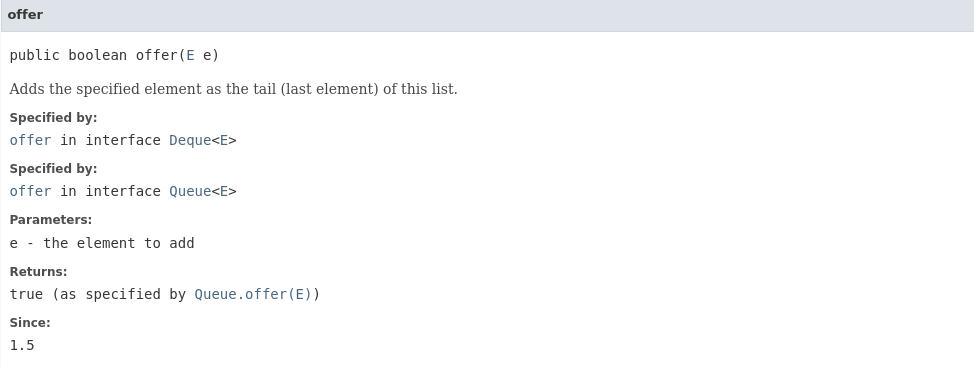 offer
public boolean offer(E e)
Adds the specified element as the tail (last element) of this list.
Specified by:
offer in interface Deque<E>
Specified by:
offer in interface Queue<E>
Parameters:
e - the element to add
Returns:
true (as specified by Queue.offer(E))
Since:
1.5